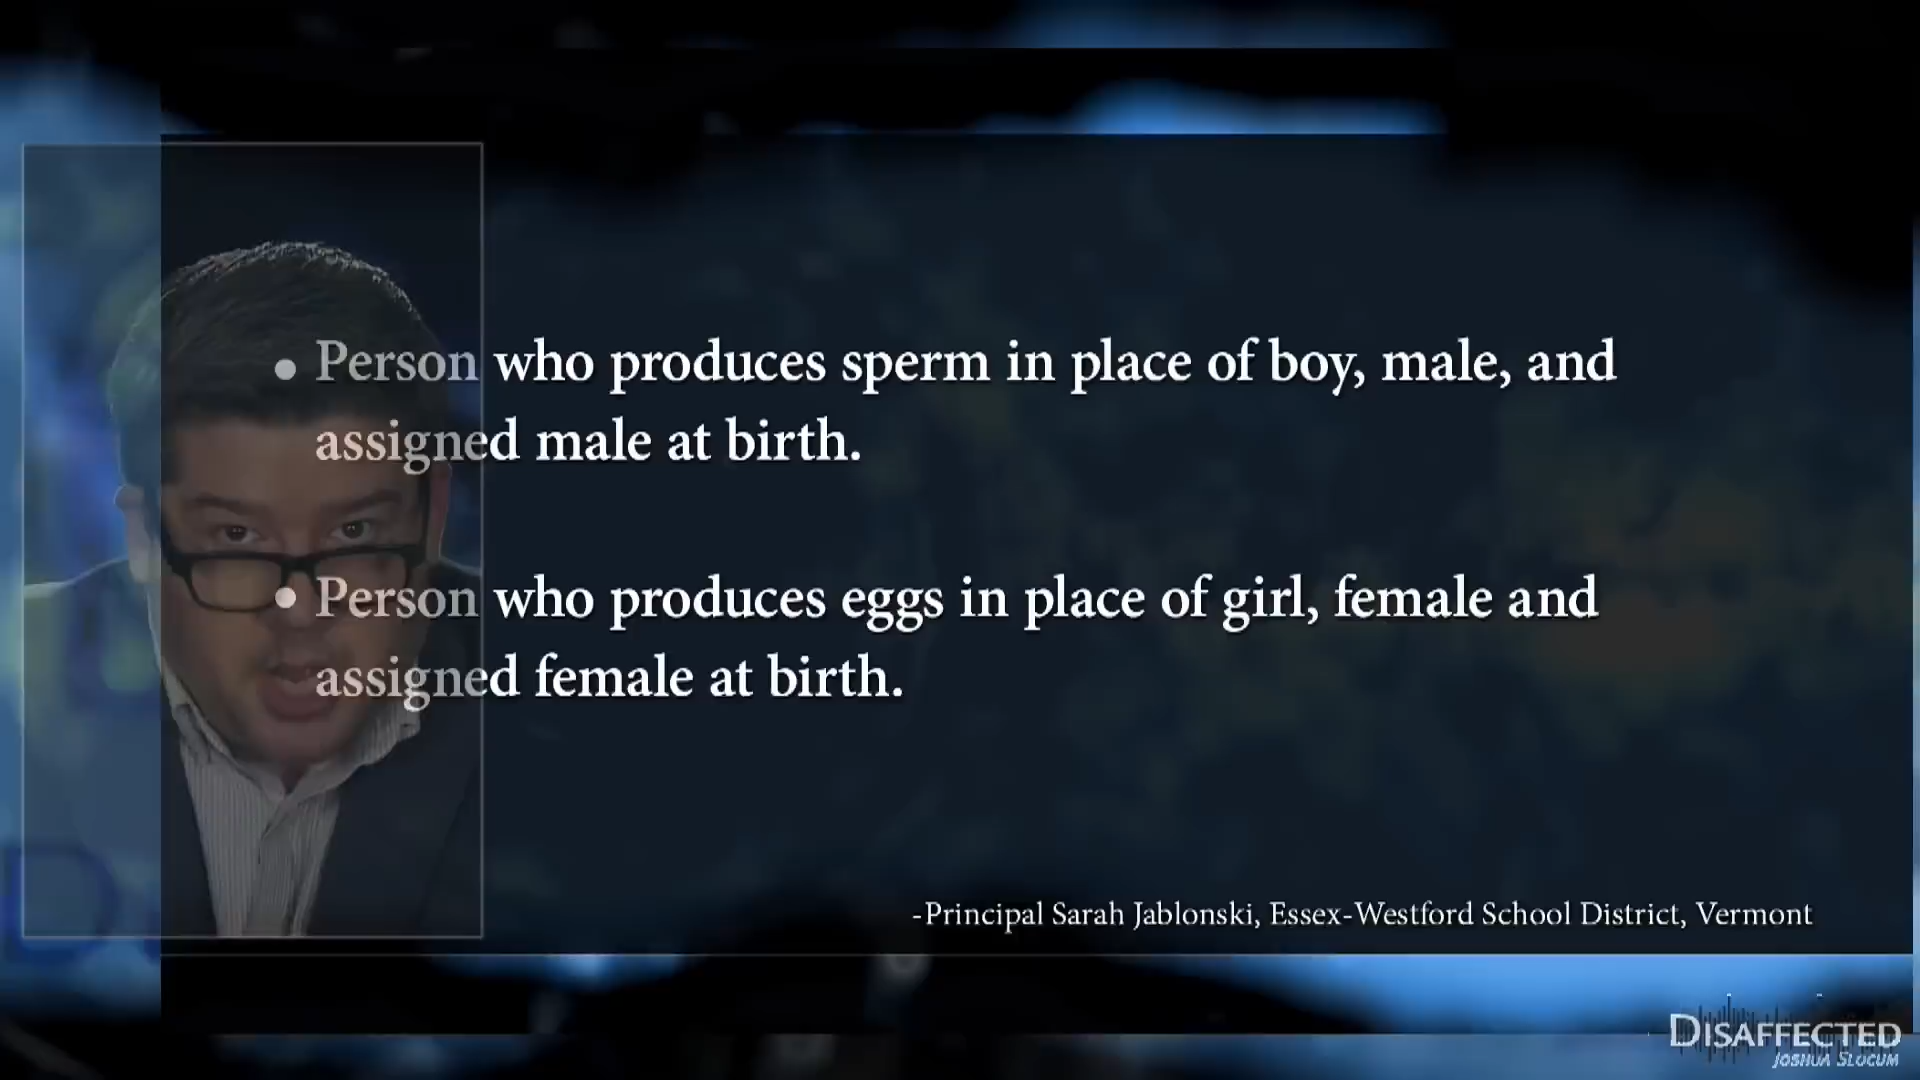 • Person who produces sperm in place of boy, male, and
assigned male at birth.
• Person who produces eggs in place of girl, female and
assigned female at birth.
-Principal Sarah Jablonski, Essex-Westford School District, Vermont
DISAFFECTED
JOSHUA SLOCUM